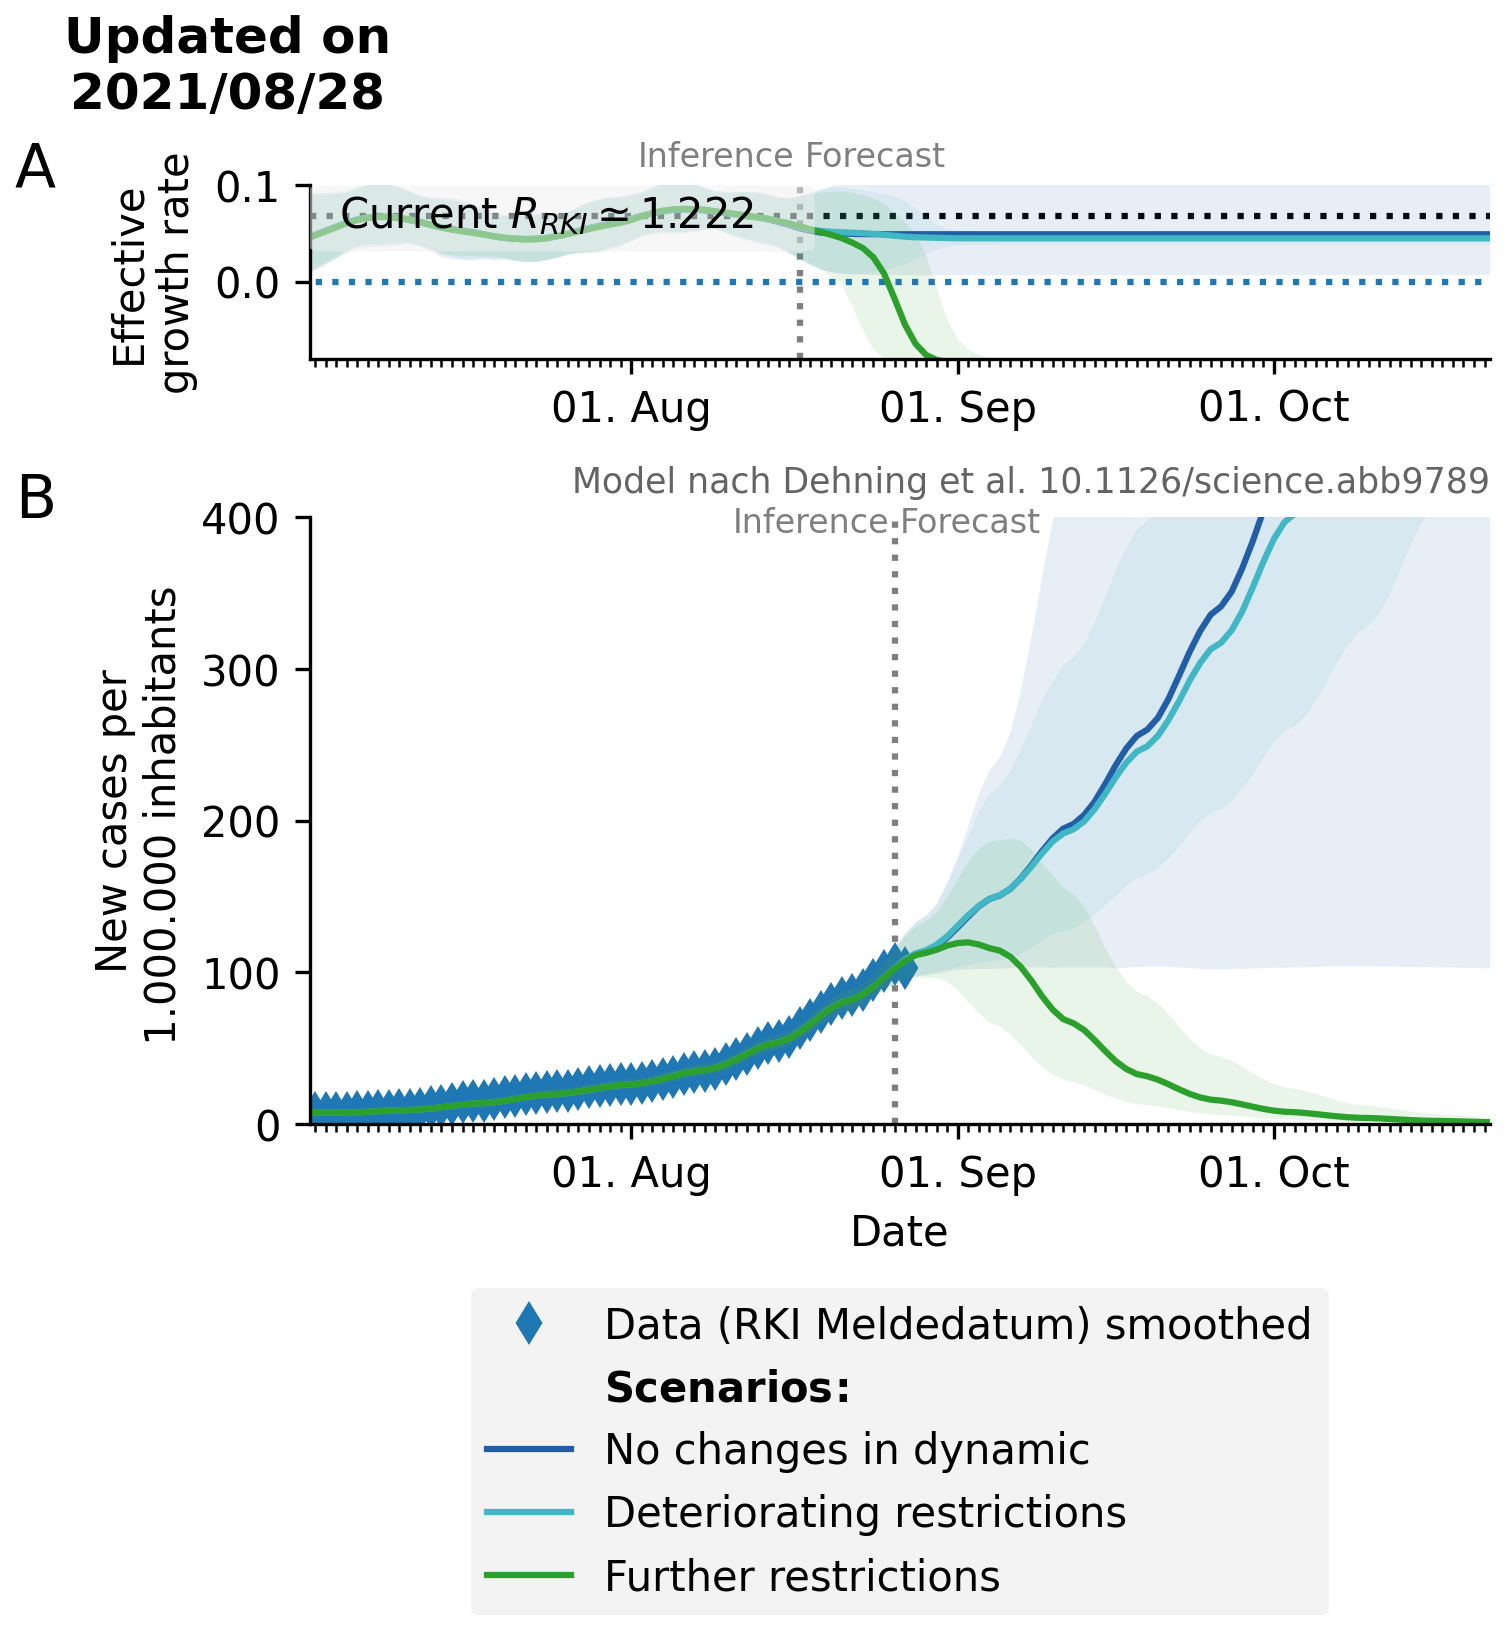 Updated on
2021/08/28
A
Effective
growth rate
Inference Forecast
0.1
0.0
Current R_RKI ≃ 1.222
01. Aug
01. Sep
01. Oct
B
Model nach Dehning et al. 10.1126/science.abb9789
Inference Forecast
New cases per
1.000.000 inhabitants
400
300
200
100
0
01. Aug
01. Sep
01. Oct
Date
Data (RKI Meldedatum) smoothed
Scenarios:
No changes in dynamic
Deteriorating restrictions
Further restrictions